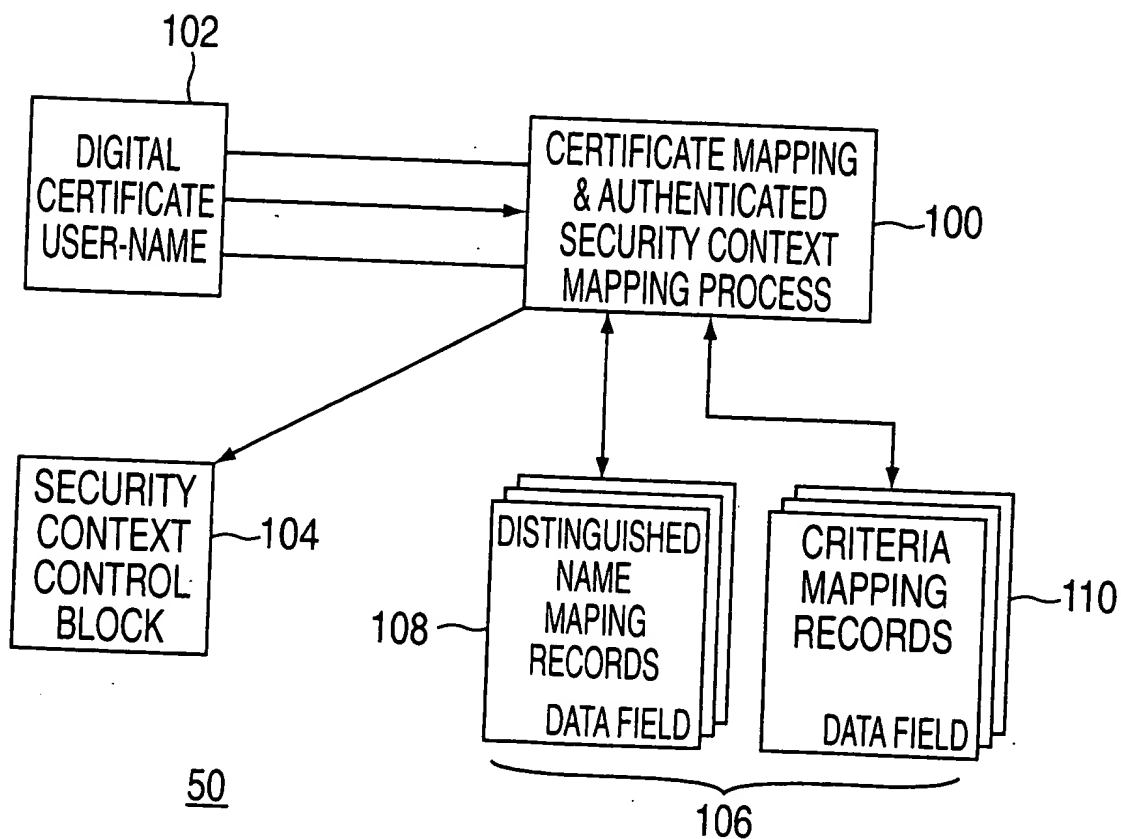 102
DIGITAL
CERTIFICATE
USER-NAME
CERTIFICATE MAPPING
& AUTHENTICATED
SECURITY CONTEXT
MAPPING PROCESS
100
SECURITY
CONTEXT
CONTROL
BLOCK
104
DISTINGUISHED
NAME
MAPING
RECORDS
DATA FIELD
108
CRITERIA
MAPPING
RECORDS
DATA FIELD
110
106
50